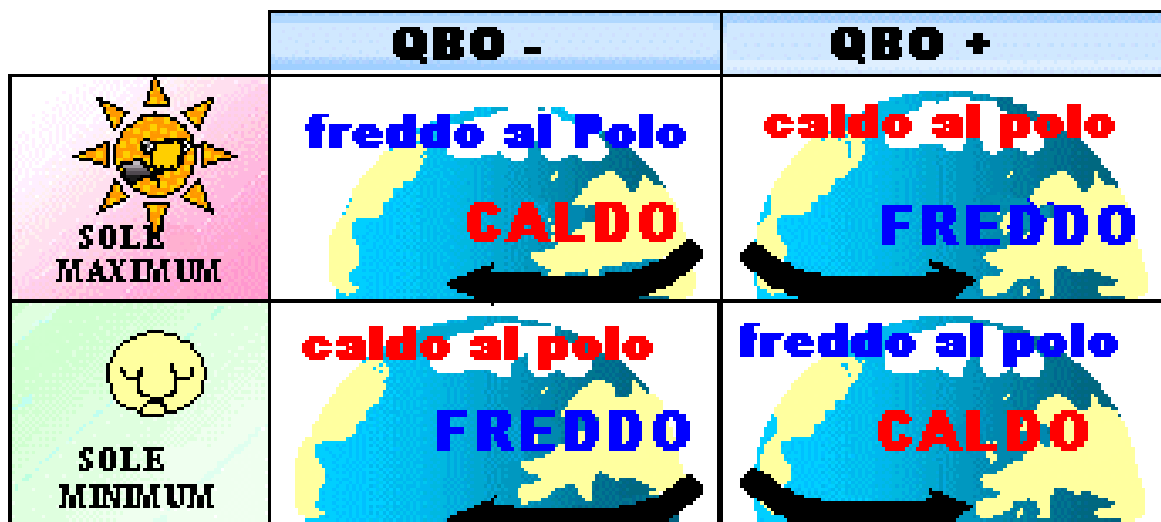 QBO -
QBO +
SOLE
MAXIMUM
freddo al Polo
CALDO
caldo al polo
FREDDO
SOLE
MINIMUM
caldo al polo
FREDDO
freddo al polo
CALDO